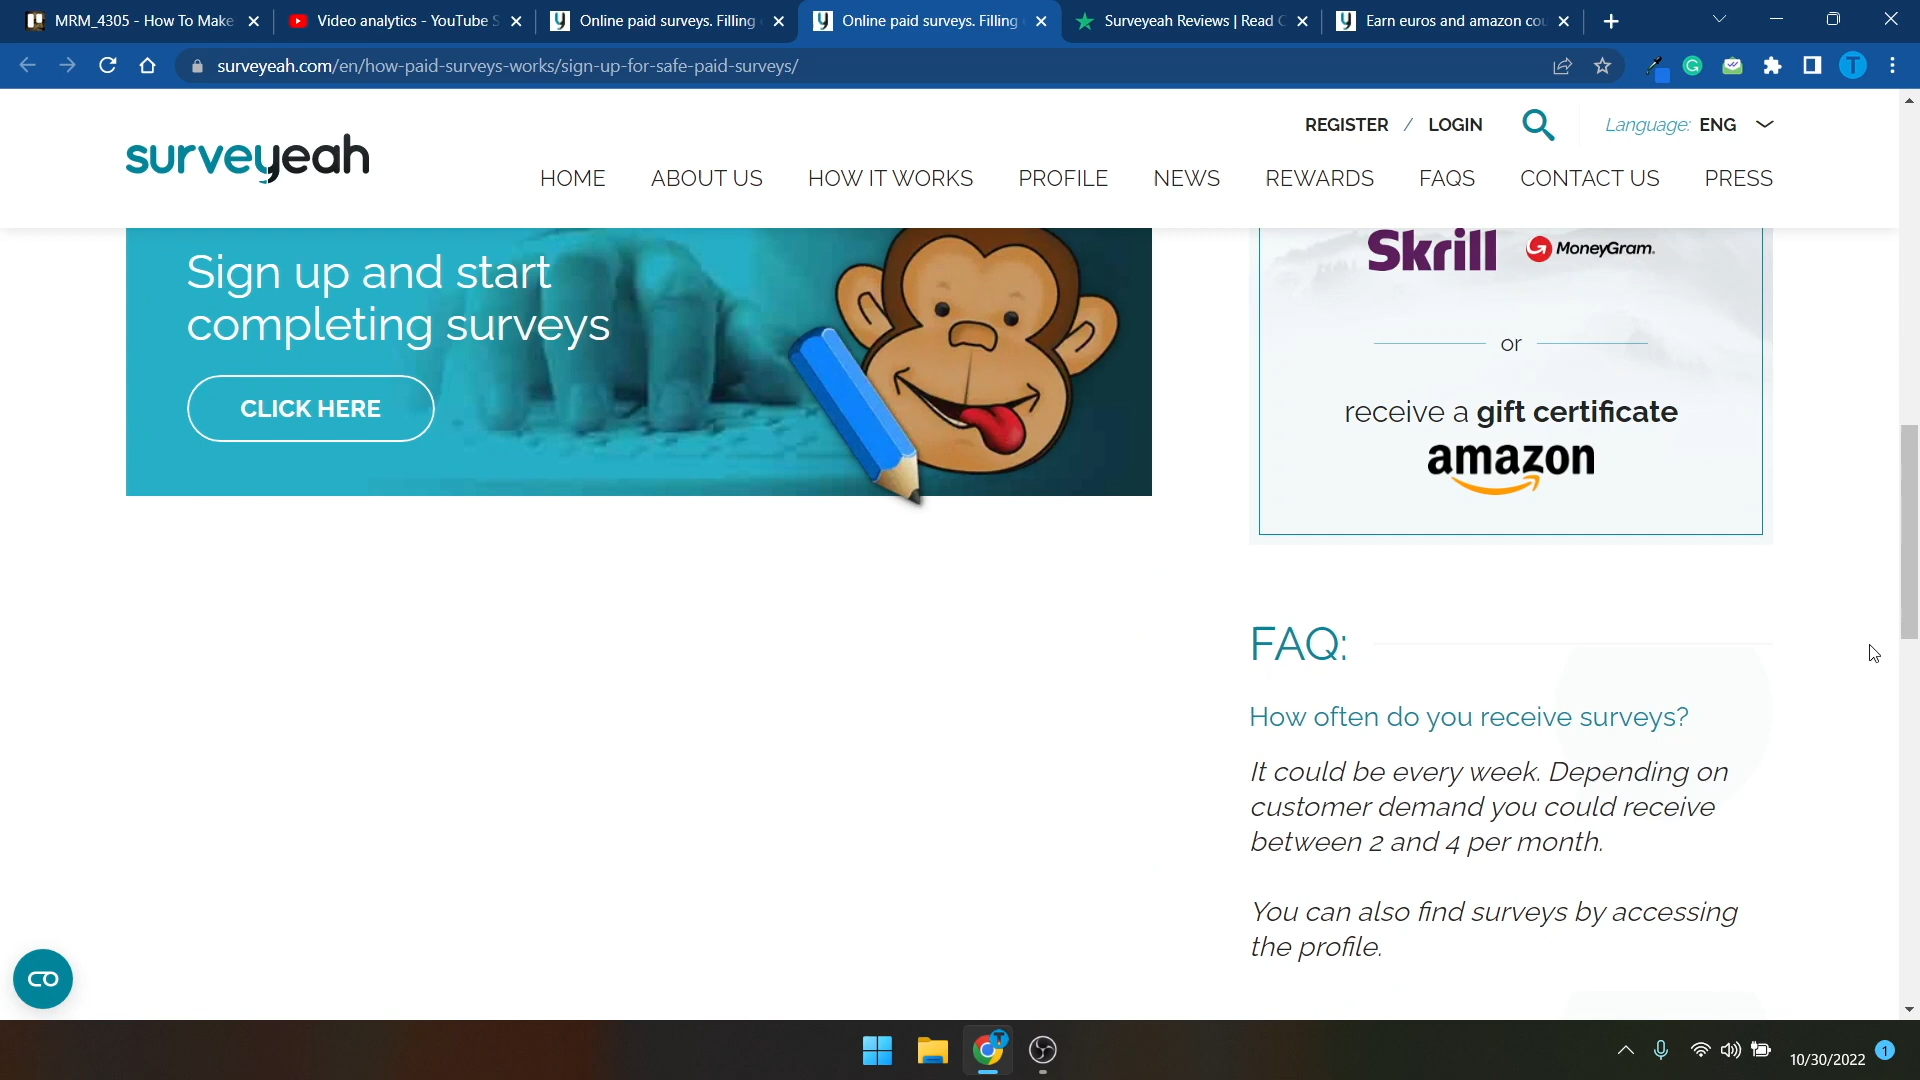 MRM_4305 - How To Make
Video analytics - YouTube S
Online paid surveys. Filling
Online paid surveys. Filling
Surveyeah Reviews | Read C
Earn euros and amazon cou
surveyeah.com/en/how-paid-surveys-works/sign-up-for-safe-paid-surveys/
T
REGISTER / LOGIN
Language: ENG
surveyeah
HOME ABOUT US HOW IT WORKS PROFILE NEWS REWARDS FAQS CONTACT US PRESS
Sign up and start
completing surveys
CLICK HERE
Skrill MoneyGram.
or
receive a gift certificate
amazon
FAQ:
How often do you receive surveys?
It could be every week. Depending on
customer demand you could receive
between 2 and 4 per month.
You can also find surveys by accessing
the profile.
T
10/30/2022 1